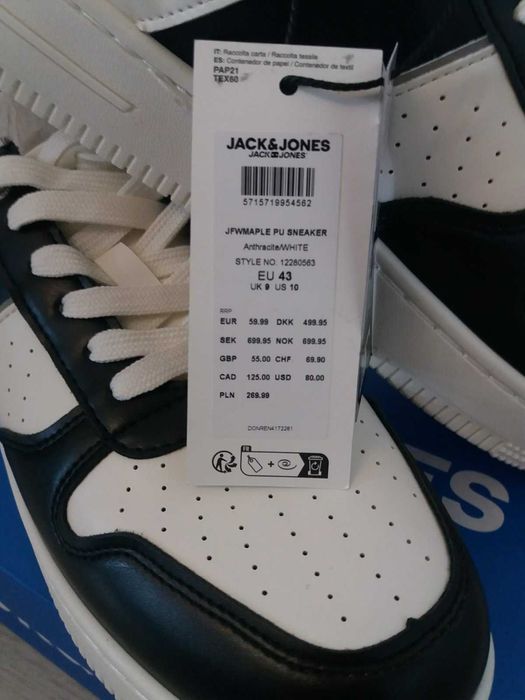 IT: Raccolta carta / Raccolta tessile
ES: Contenedor de papel / Contenedor de textil
PAP21
TEX60
JACK&JONES
JACK JONES
5715719954562
JFWMAPLE PU SNEAKER
Anthracite/WHITE
STYLE NO. 12280563
EU 43
UK 9 US 10
RRP
EUR 59.99 DKK 499.95
SEK 699.95 NOK 699.95
GBP 55.00 CHF 69.90
CAD 125.00 USD 80.00
PLN 269.99
DONREN4172261
FR
+
ES